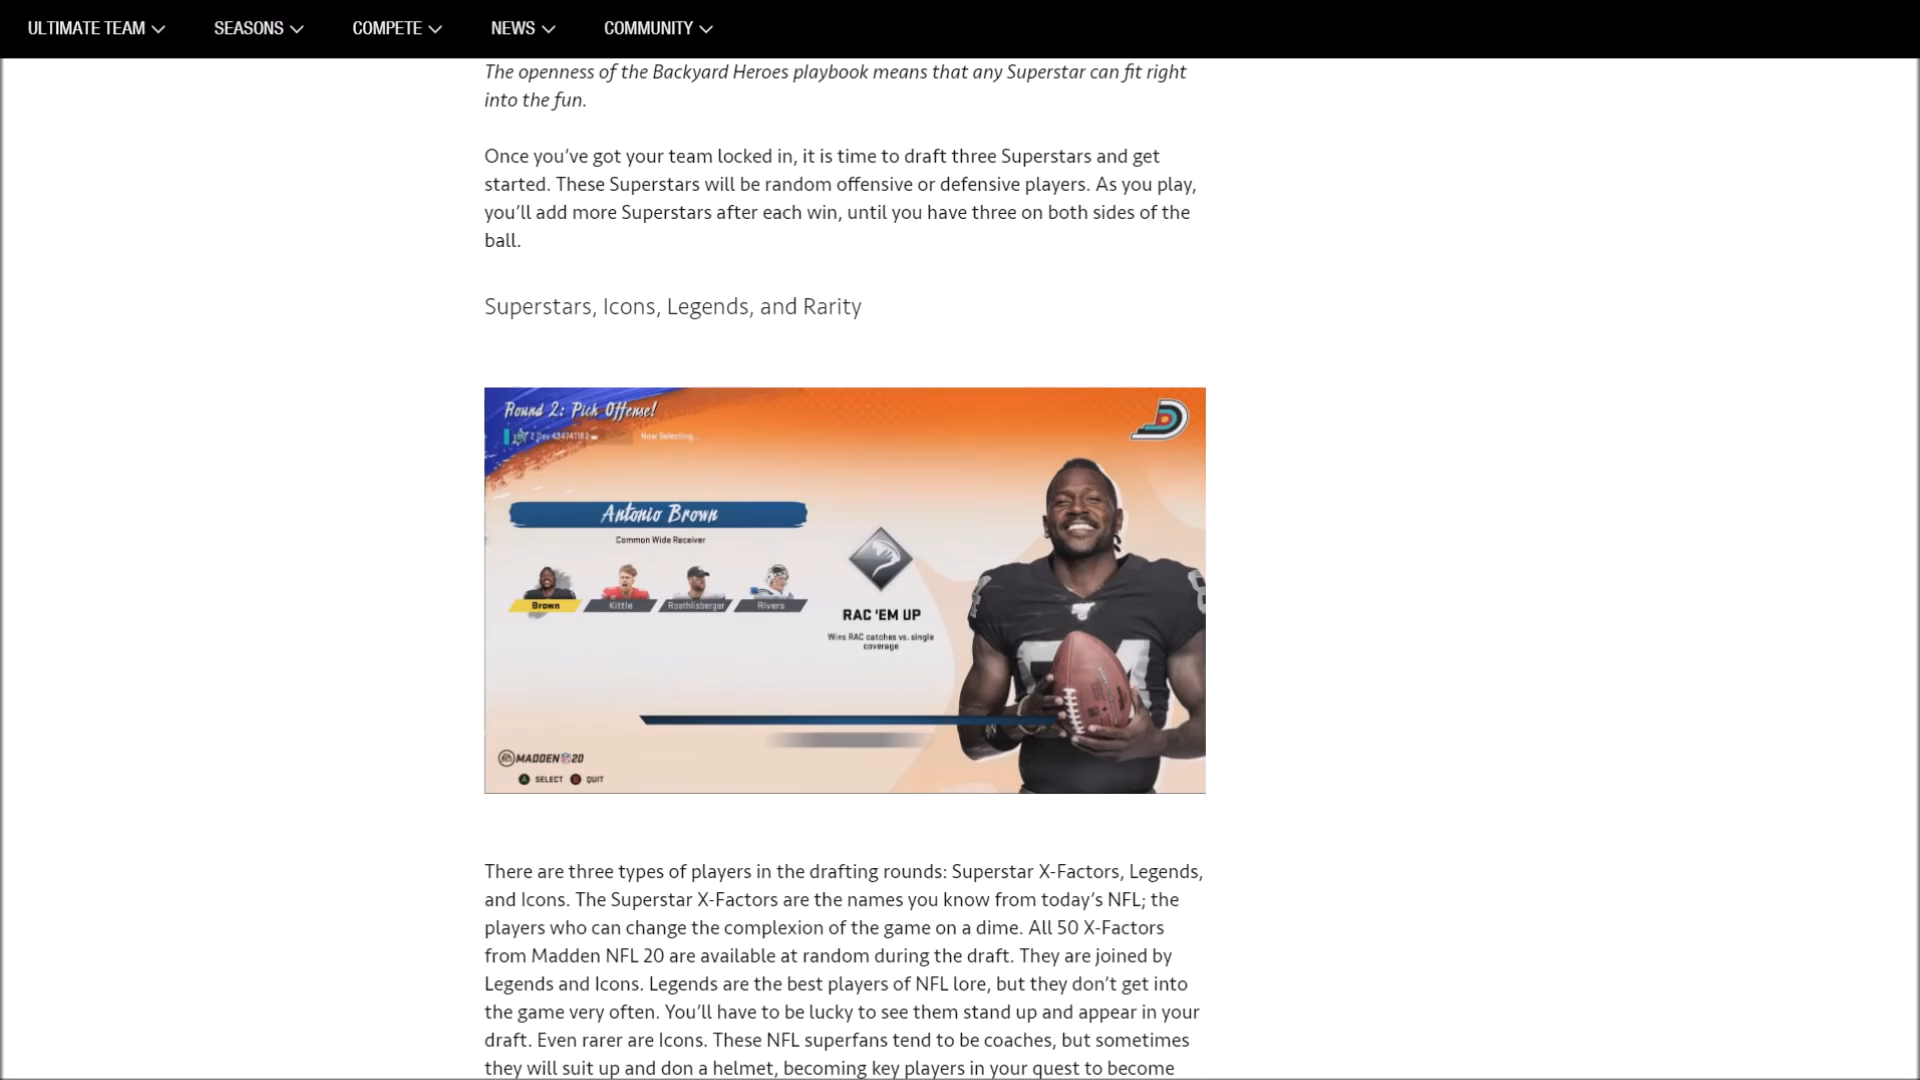 ULTIMATE TEAM SEASONS COMPETE NEWS COMMUNITY
The openness of the Backyard Heroes playbook means that any Superstar can fit right
into the fun.
Once you've got your team locked in, it is time to draft three Superstars and get
started. These Superstars will be random offensive or defensive players. As you play,
you'll add more Superstars after each win, until you have three on both sides of the
ball.
Superstars, Icons, Legends, and Rarity
Round 2: Pick Offense!
Now Selecting...
Antonio Brown
Common Wide Receiver
Brown Kittle Roethlisberger Rivers
RAC 'EM UP
Wins RAC catches vs. single
coverage
EA MADDEN NFL 20
A SELECT B QUIT
There are three types of players in the drafting rounds: Superstar X-Factors, Legends,
and Icons. The Superstar X-Factors are the names you know from today's NFL; the
players who can change the complexion of the game on a dime. All 50 X-Factors
from Madden NFL 20 are available at random during the draft. They are joined by
Legends and Icons. Legends are the best players of NFL lore, but they don't get into
the game very often. You'll have to be lucky to see them stand up and appear in your
draft. Even rarer are Icons. These NFL superfans tend to be coaches, but sometimes
they will suit up and don a helmet, becoming key players in your quest to become